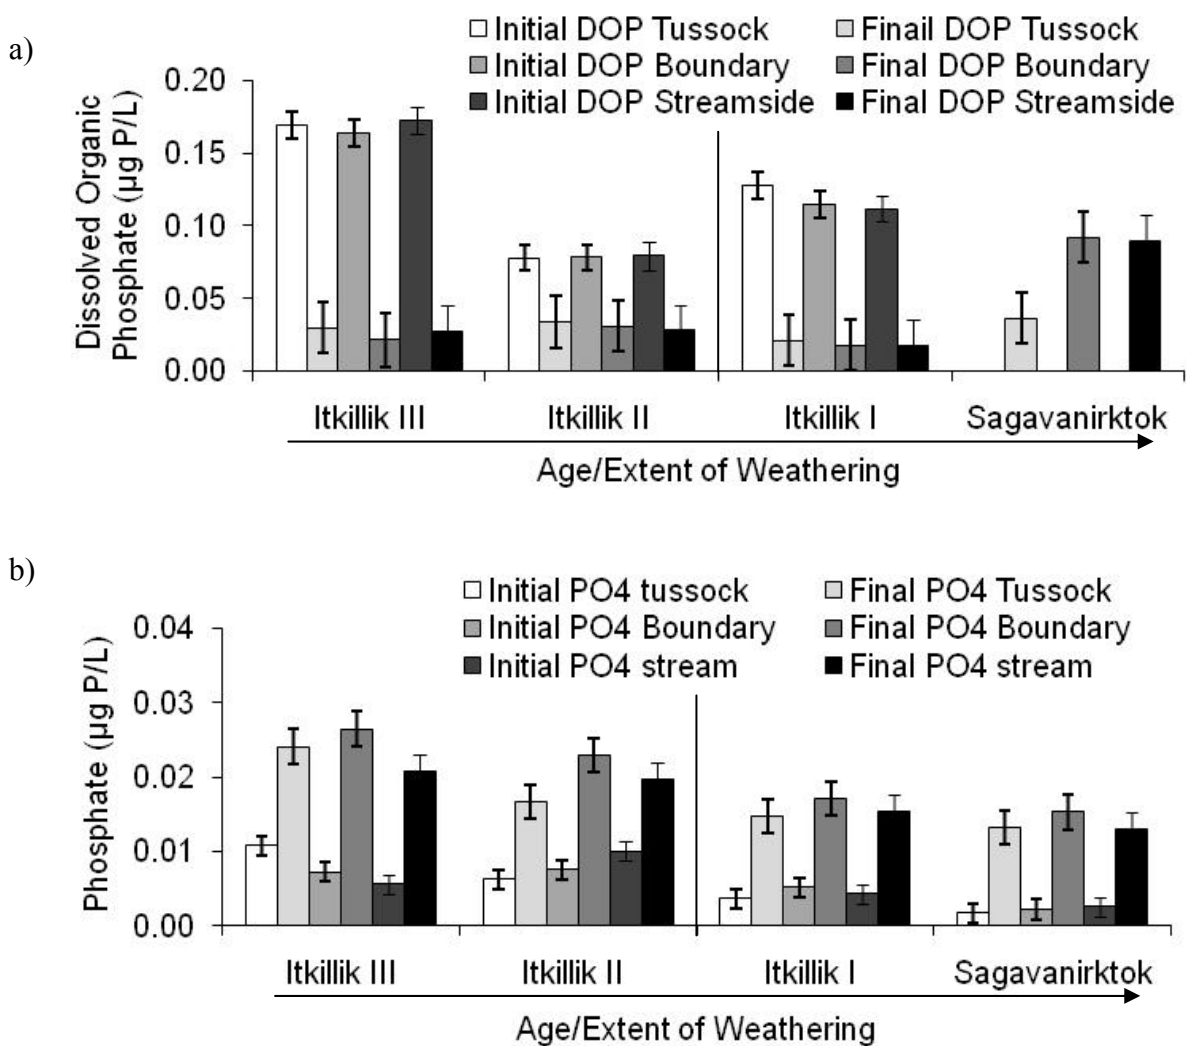 a)
Initial DOP Tussock Finail DOP Tussock
Initial DOP Boundary Final DOP Boundary
Initial DOP Streamside Final DOP Streamside
Dissolved Organic
Phosphate (µg P/L)
0.20
0.15
0.10
0.05
0.00
Itkillik III Itkillik II Itkillik I Sagavanirktok
Age/Extent of Weathering
b)
Initial PO4 tussock Final PO4 Tussock
Initial PO4 Boundary Final PO4 Boundary
Initial PO4 stream Final PO4 stream
Phosphate (µg P/L)
0.04
0.03
0.02
0.01
0.00
Itkillik III Itkillik II Itkillik I Sagavanirktok
Age/Extent of Weathering